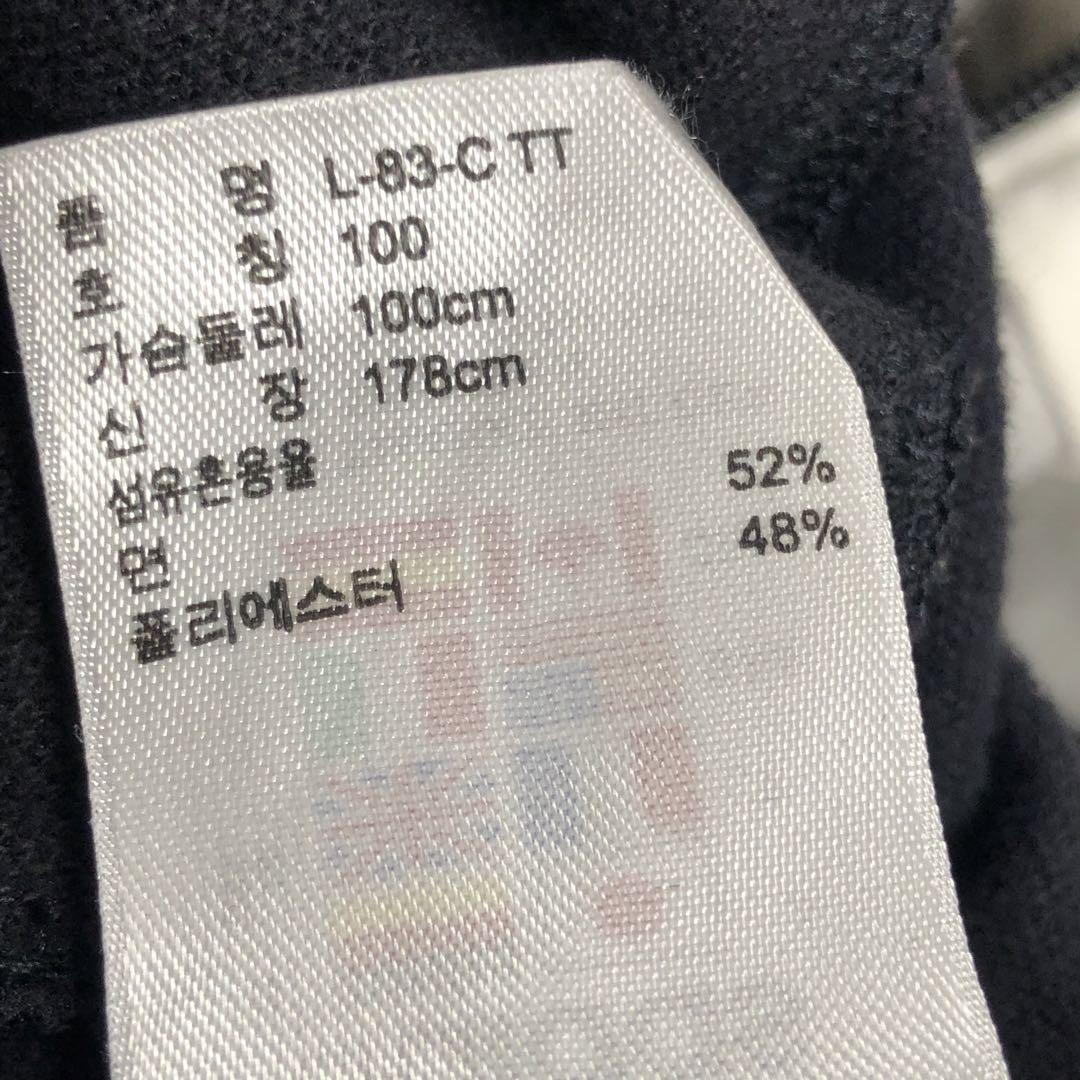 품 명 L-83-C TT
호 칭 100
가슴둘레 100cm
신 장 178cm
섬유혼용율
면 52%
폴리에스터 48%